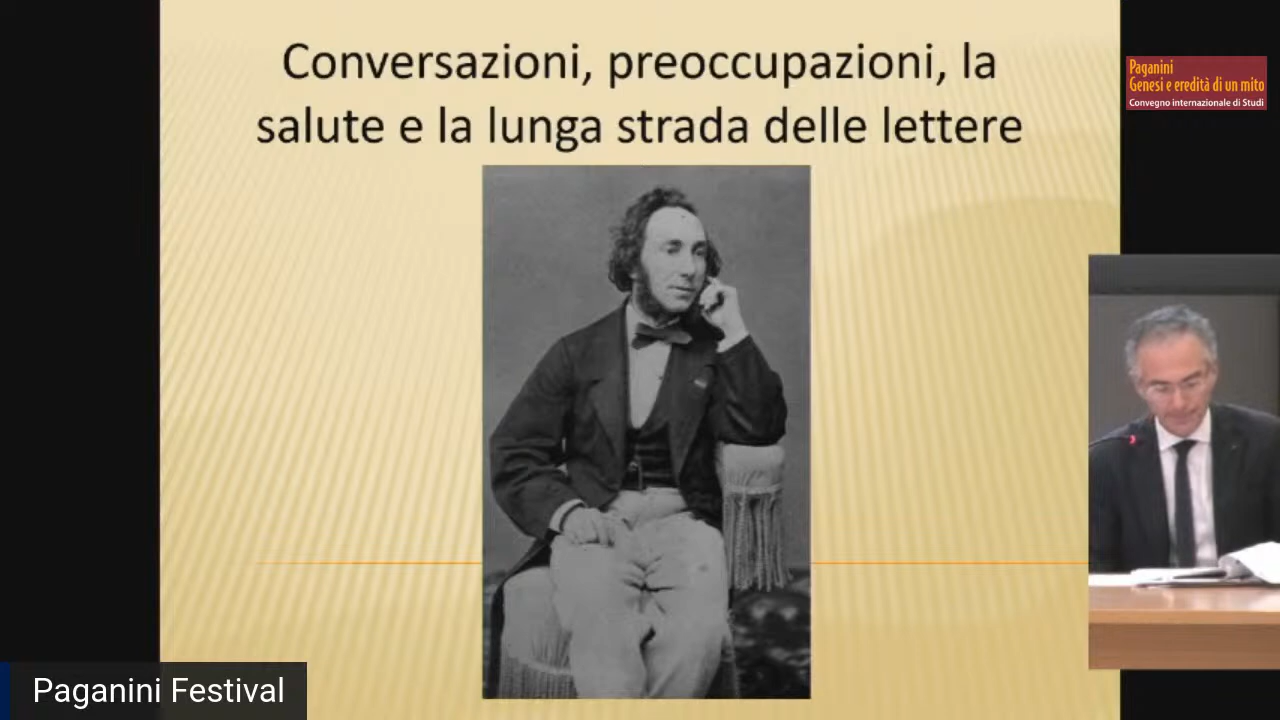 Conversazioni, preoccupazioni, la
salute e la lunga strada delle lettere
Paganini
Genesi e eredità di un mito
Convegno internazionale di Studi
Paganini Festival